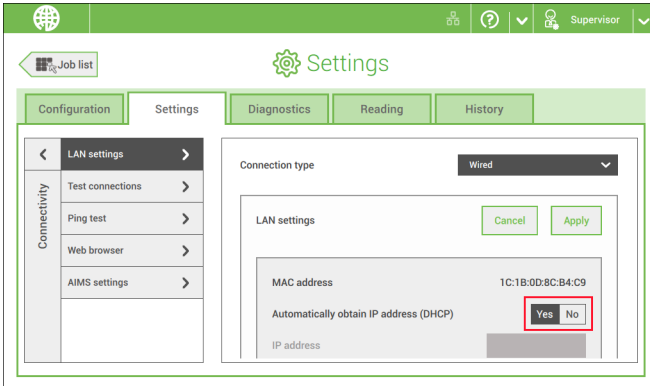 Supervisor
Job list
Settings
Configuration
Settings
Diagnostics
Reading
History
Connectivity
LAN settings
Test connections
Ping test
Web browser
AIMS settings
Connection type
Wired
LAN settings
Cancel
Apply
MAC address
1C:1B:0D:8C:B4:C9
Automatically obtain IP address (DHCP)
Yes
No
IP address